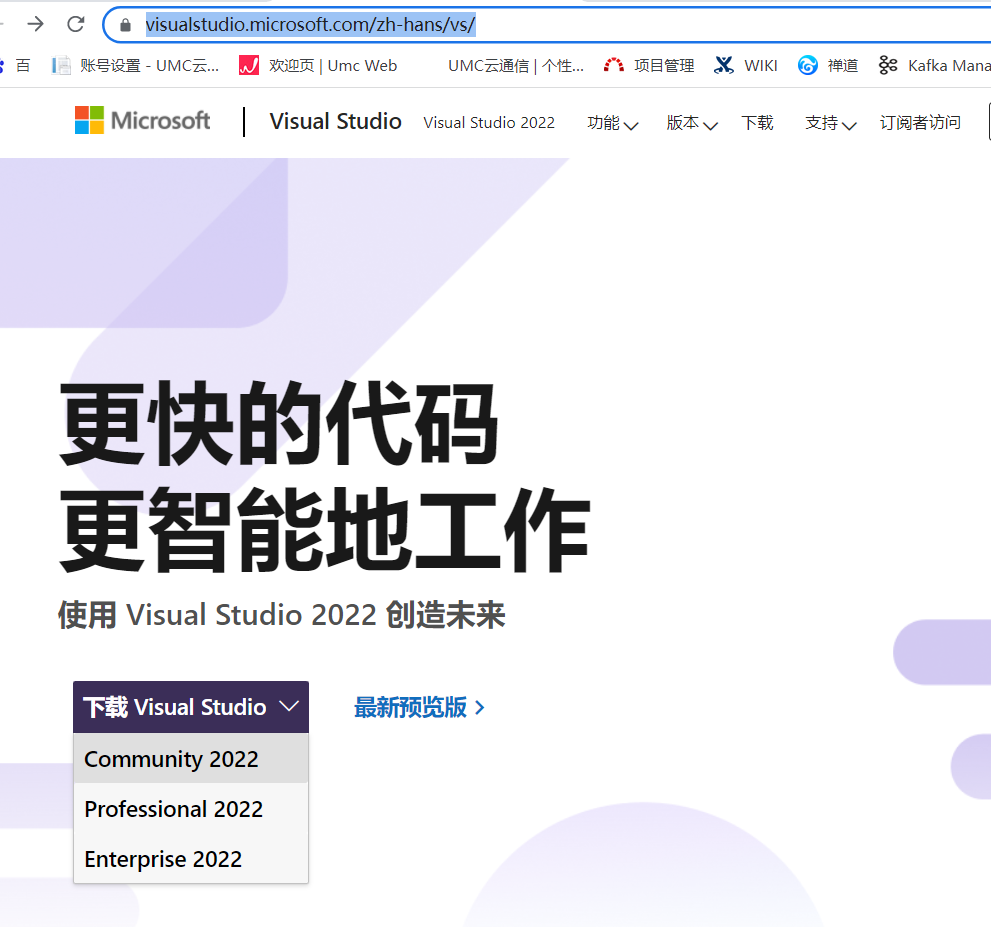 visualstudio.microsoft.com/zh-hans/vs/
百 账号设置 - UMC云... 欢迎页 | Umc Web UMC云通信 | 个性... 项目管理 WIKI 禅道 Kafka Mana
Microsoft Visual Studio Visual Studio 2022 功能 版本 下载 支持 订阅者访问
更快的代码
更智能地工作
使用 Visual Studio 2022 创造未来
下载 Visual Studio 最新预览版
Community 2022
Professional 2022
Enterprise 2022